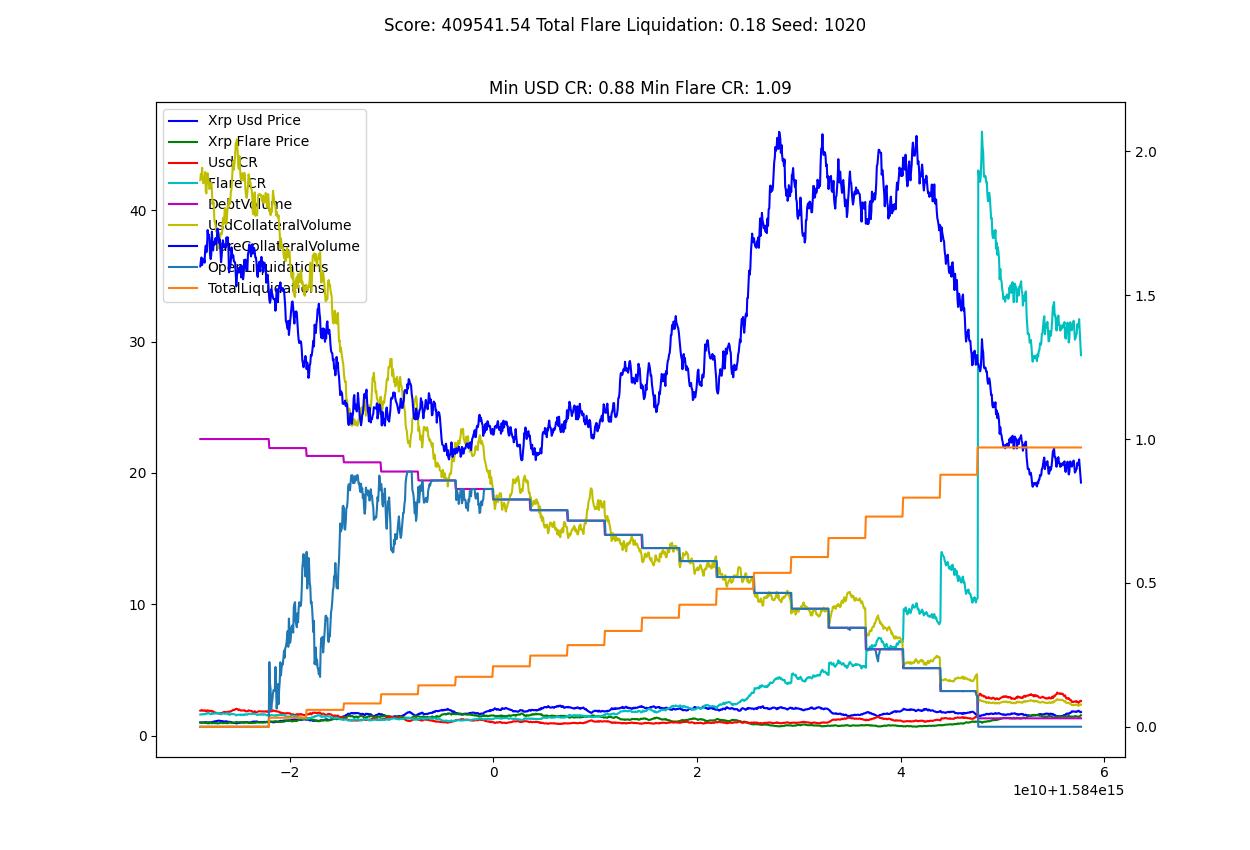 Score: 409541.54 Total Flare Liquidation: 0.18 Seed: 1020
Min USD CR: 0.88 Min Flare CR: 1.09
Xrp Usd Price
Xrp Flare Price
Usd CR
Flare CR
DebtVolume
UsdCollateralVolume
FlareCollateralVolume
OpenLiquidations
TotalLiquidations
40
30
20
10
0
2.0
1.5
1.0
0.5
0.0
−2
0
2
4
6
1e10+1.584e15